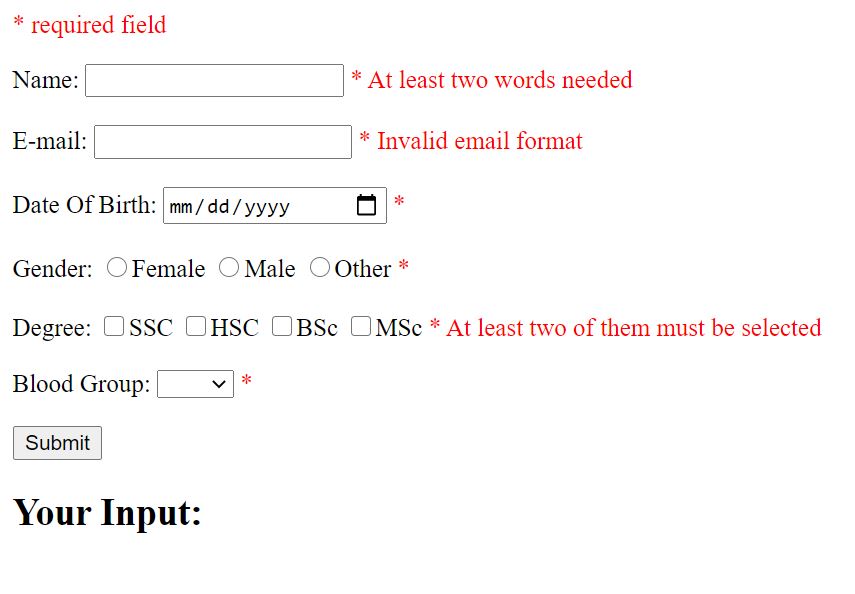 * required field
Name: * At least two words needed
E-mail: * Invalid email format
Date Of Birth: mm/dd/yyyy *
Gender: Female Male Other *
Degree: SSC HSC BSc MSc * At least two of them must be selected
Blood Group: *
Submit
Your Input: